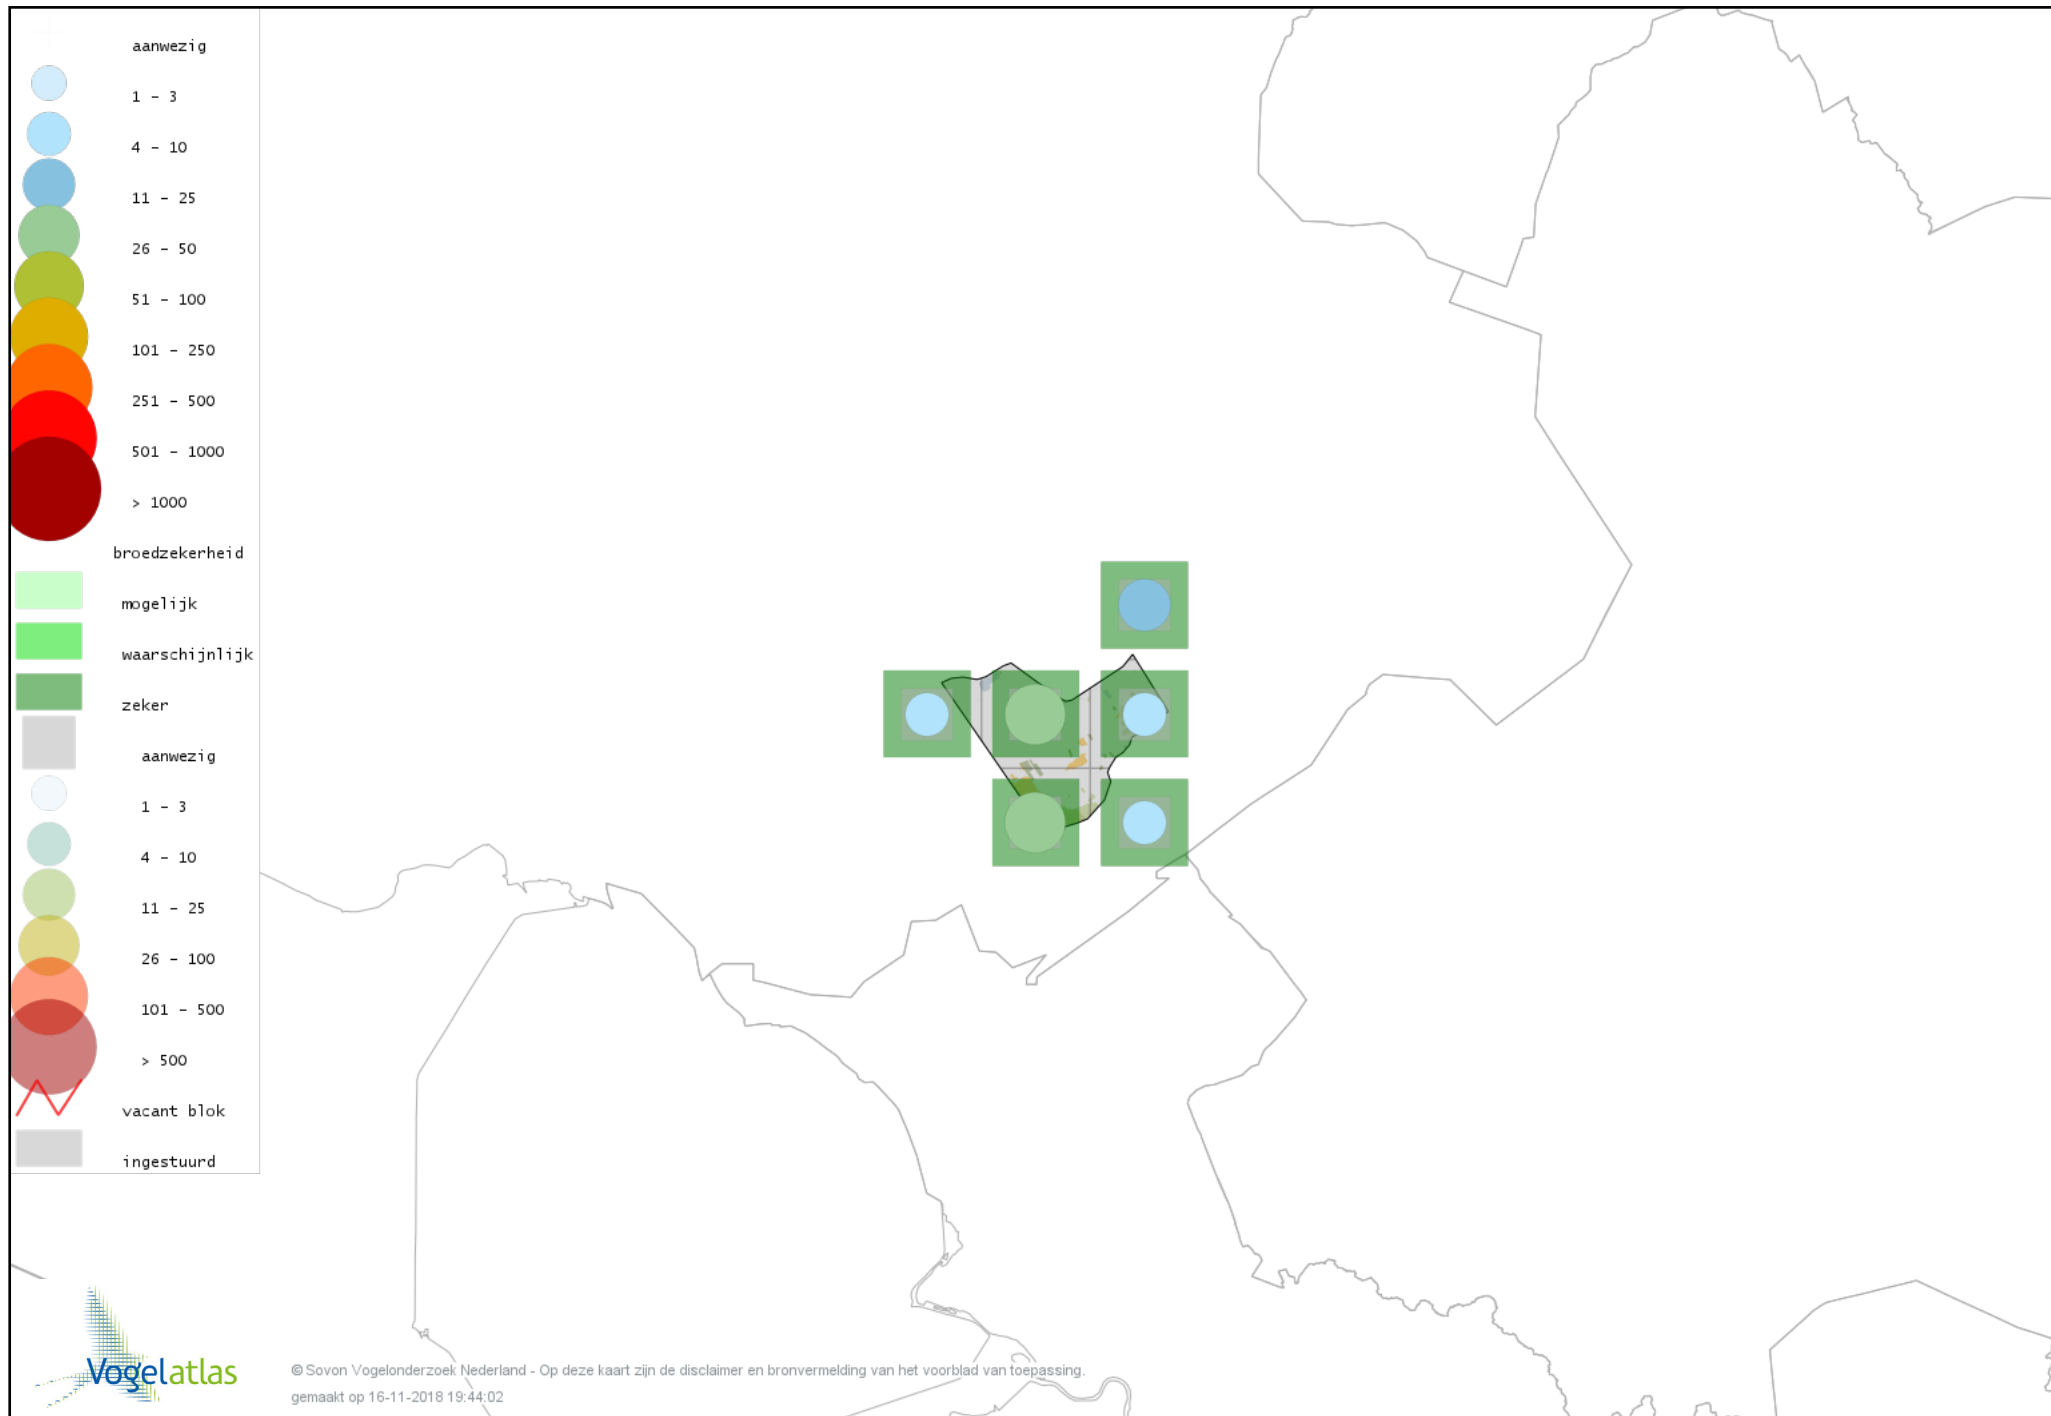 aanwezig
1 - 3
4 - 10
11 - 25
26 - 50
51 - 100
101 - 250
251 - 500
501 - 1000
> 1000
broedzekerheid
mogelijk
waarschijnlijk
zeker
aanwezig
1 - 3
4 - 10
11 - 25
26 - 100
101 - 500
> 500
vacant blok
ingestuurd
Vogelatlas
© Sovon Vogelonderzoek Nederland - Op deze kaart zijn de disclaimer en bronvermelding van het voorblad van toepassing.
gemaakt op 16-11-2018 19:44:02